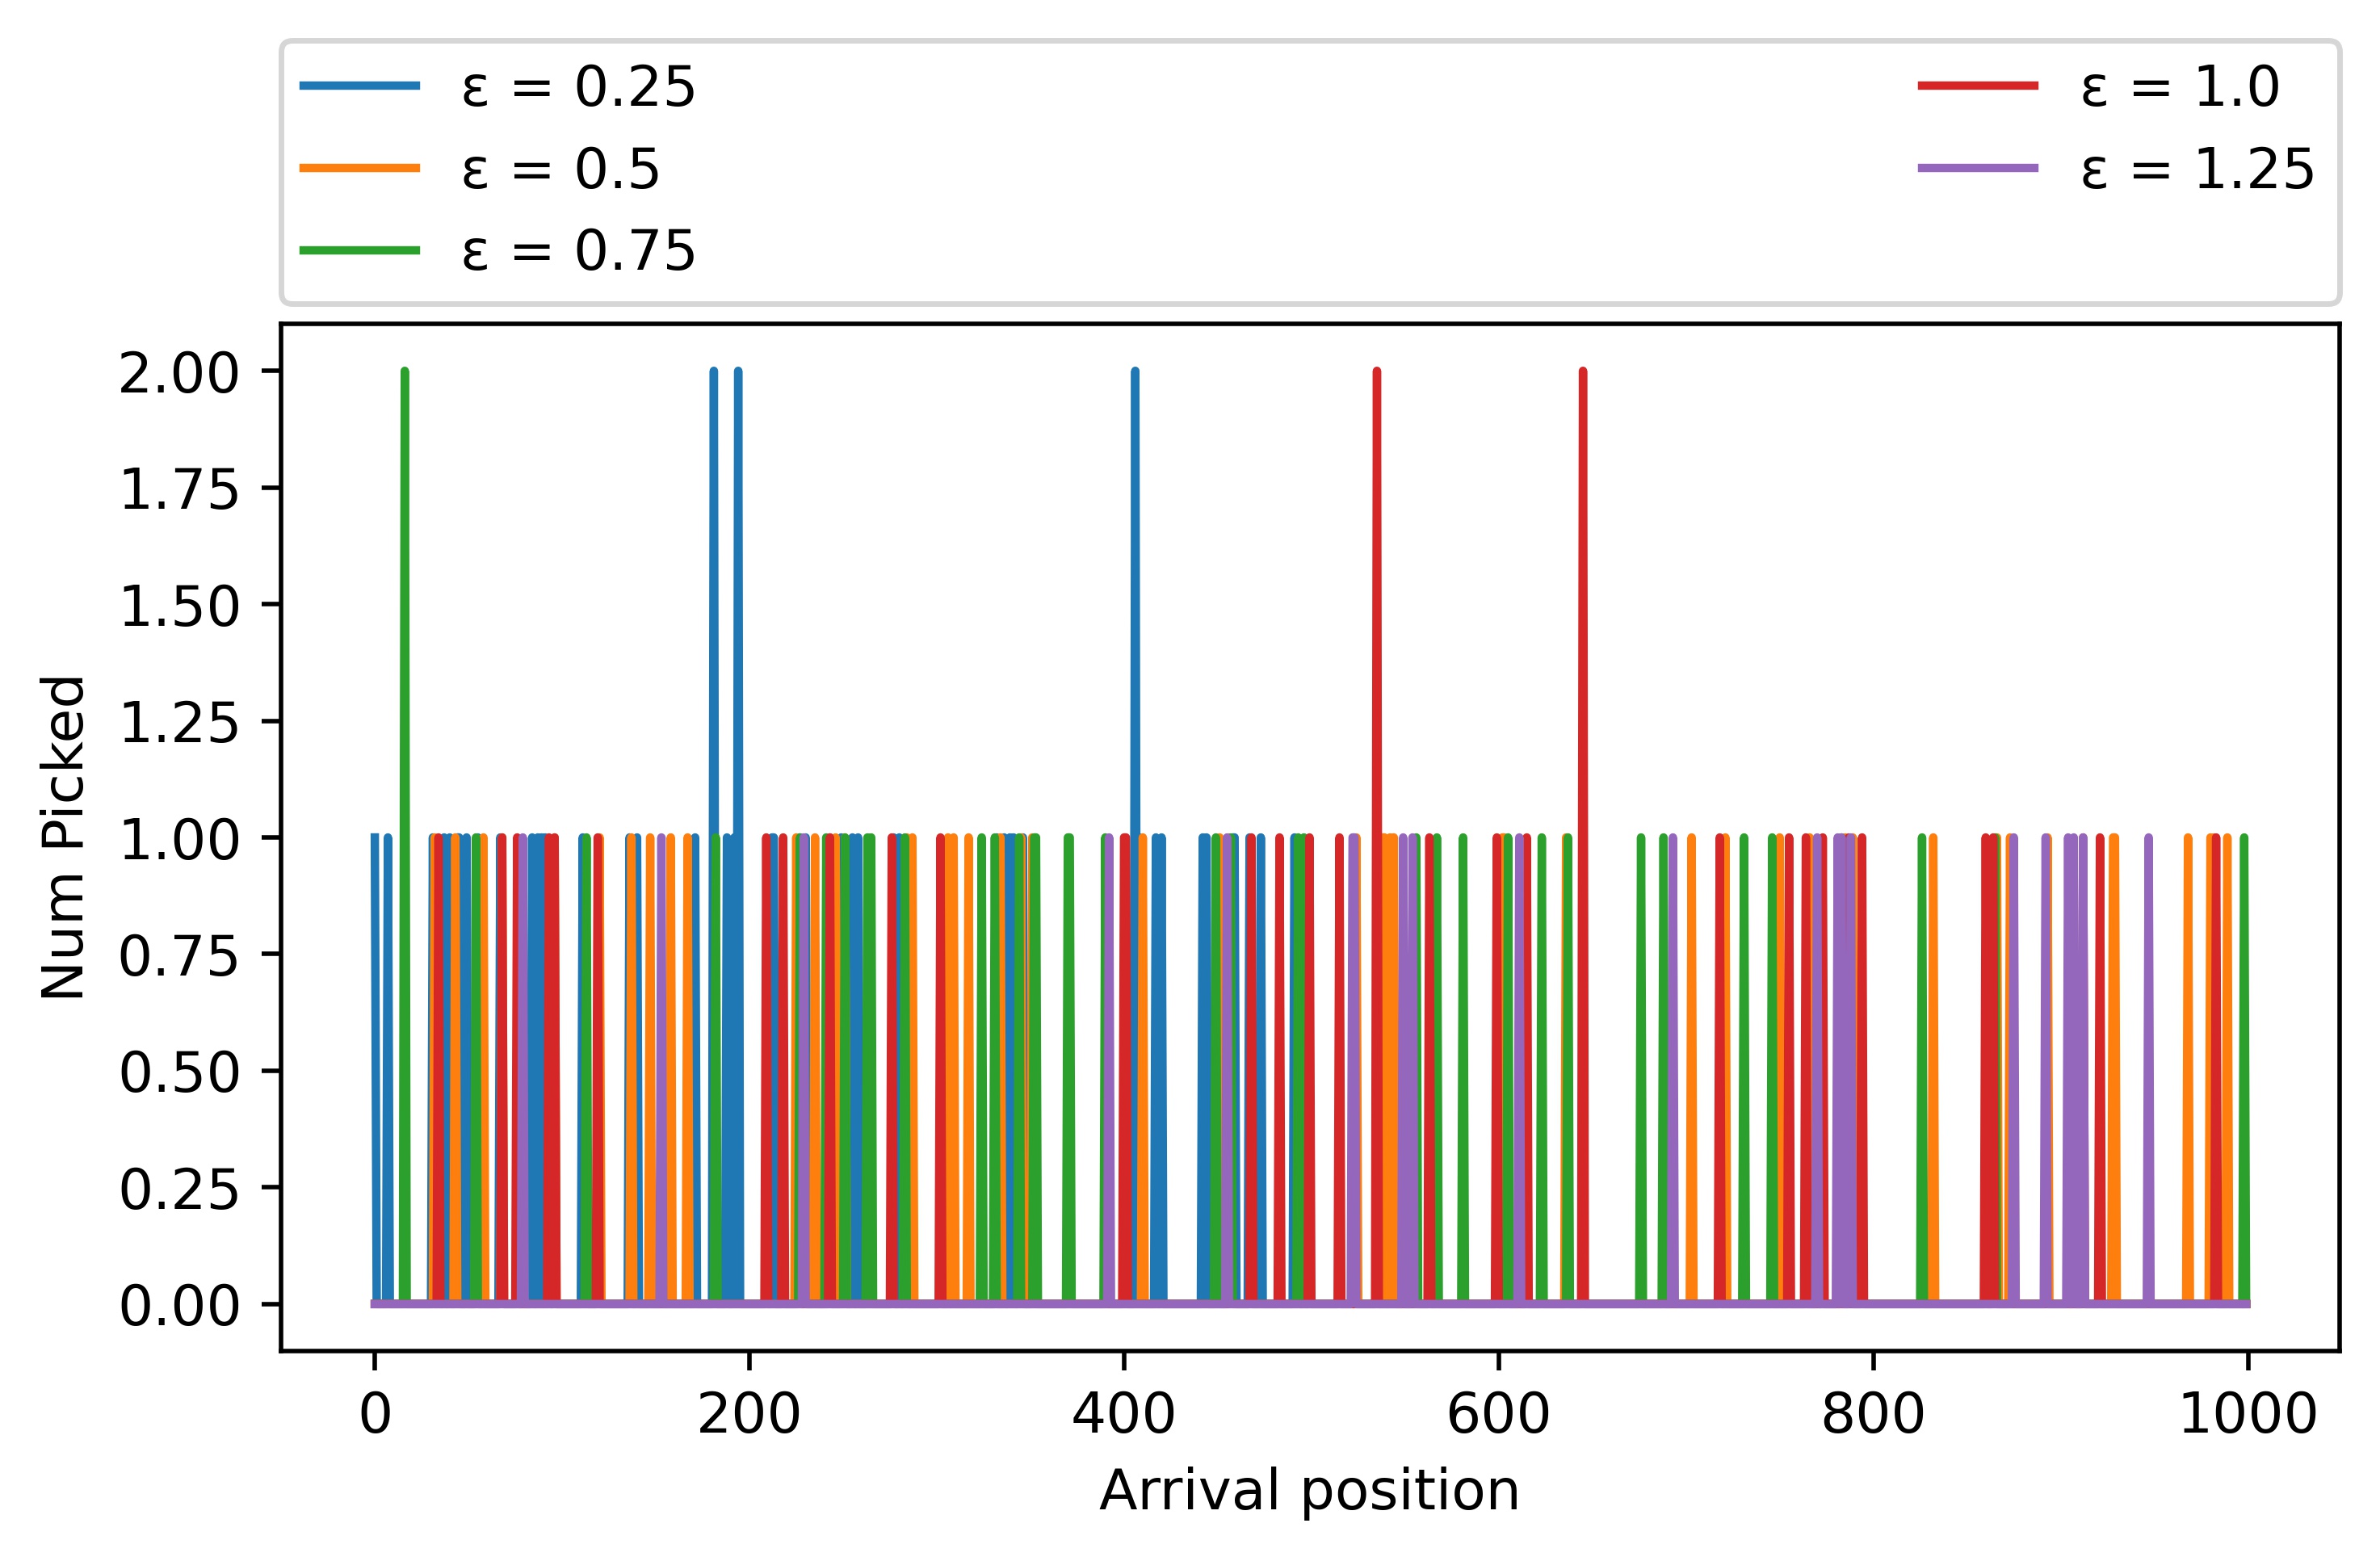 ε = 0.25
ε = 0.5
ε = 0.75
ε = 1.0
ε = 1.25
2.00
1.75
1.50
1.25
1.00
0.75
0.50
0.25
0.00
Num Picked
0 200 400 600 800 1000
Arrival position